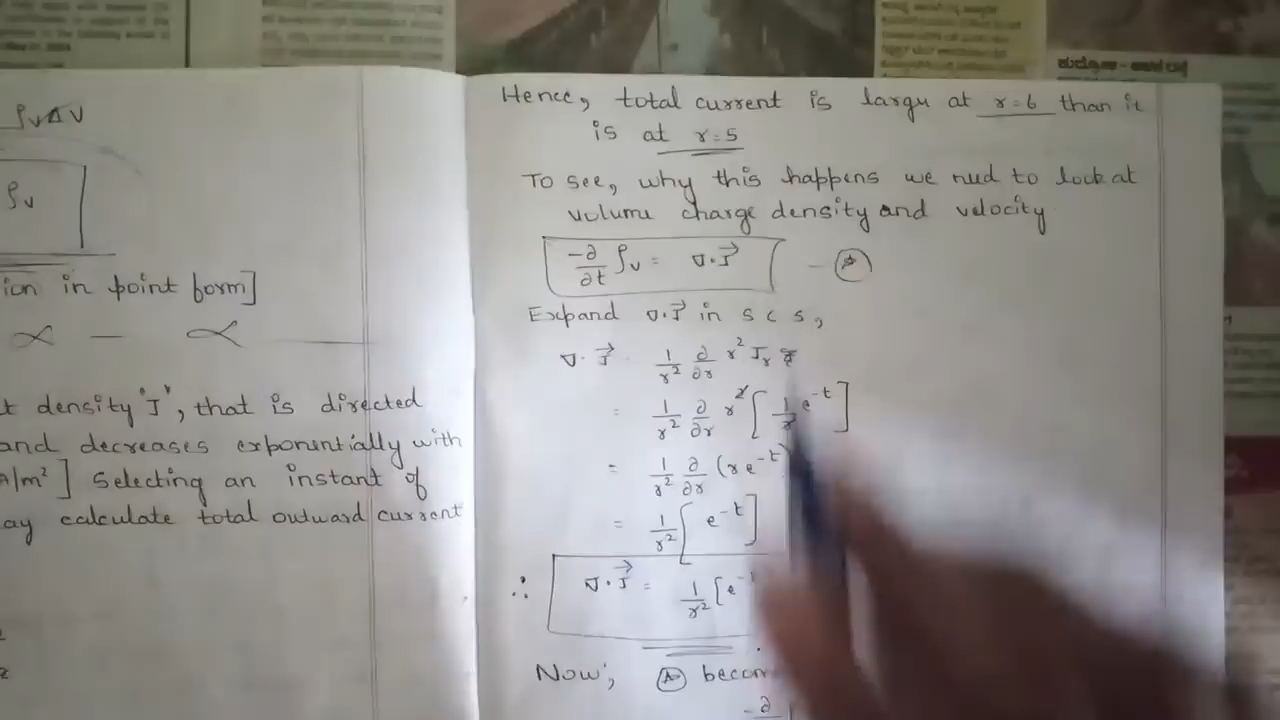 ρv Δv
ρv
ion in point form]
t density 'J', that is directed
and decreases exponentially with
A/m²] Selecting an instant of
ay calculate total outward current
Hence, total current is larger at r=6 than it
is at r=5
To see, why this happens we need to look at
volume charge density and velocity
-∂/∂t ρv = ∇·J⃗ — (A)
Expand ∇·J⃗ in S C S,
∇·J⃗ 1/r² ∂/∂r r² Jr
= 1/r² ∂/∂r r² [1/r e^-t]
= 1/r² ∂/∂r (r e^-t)
= 1/r² [e^-t]
∴ ∇·J⃗ = 1/r² [e^-t
Now, (A) becom
-∂